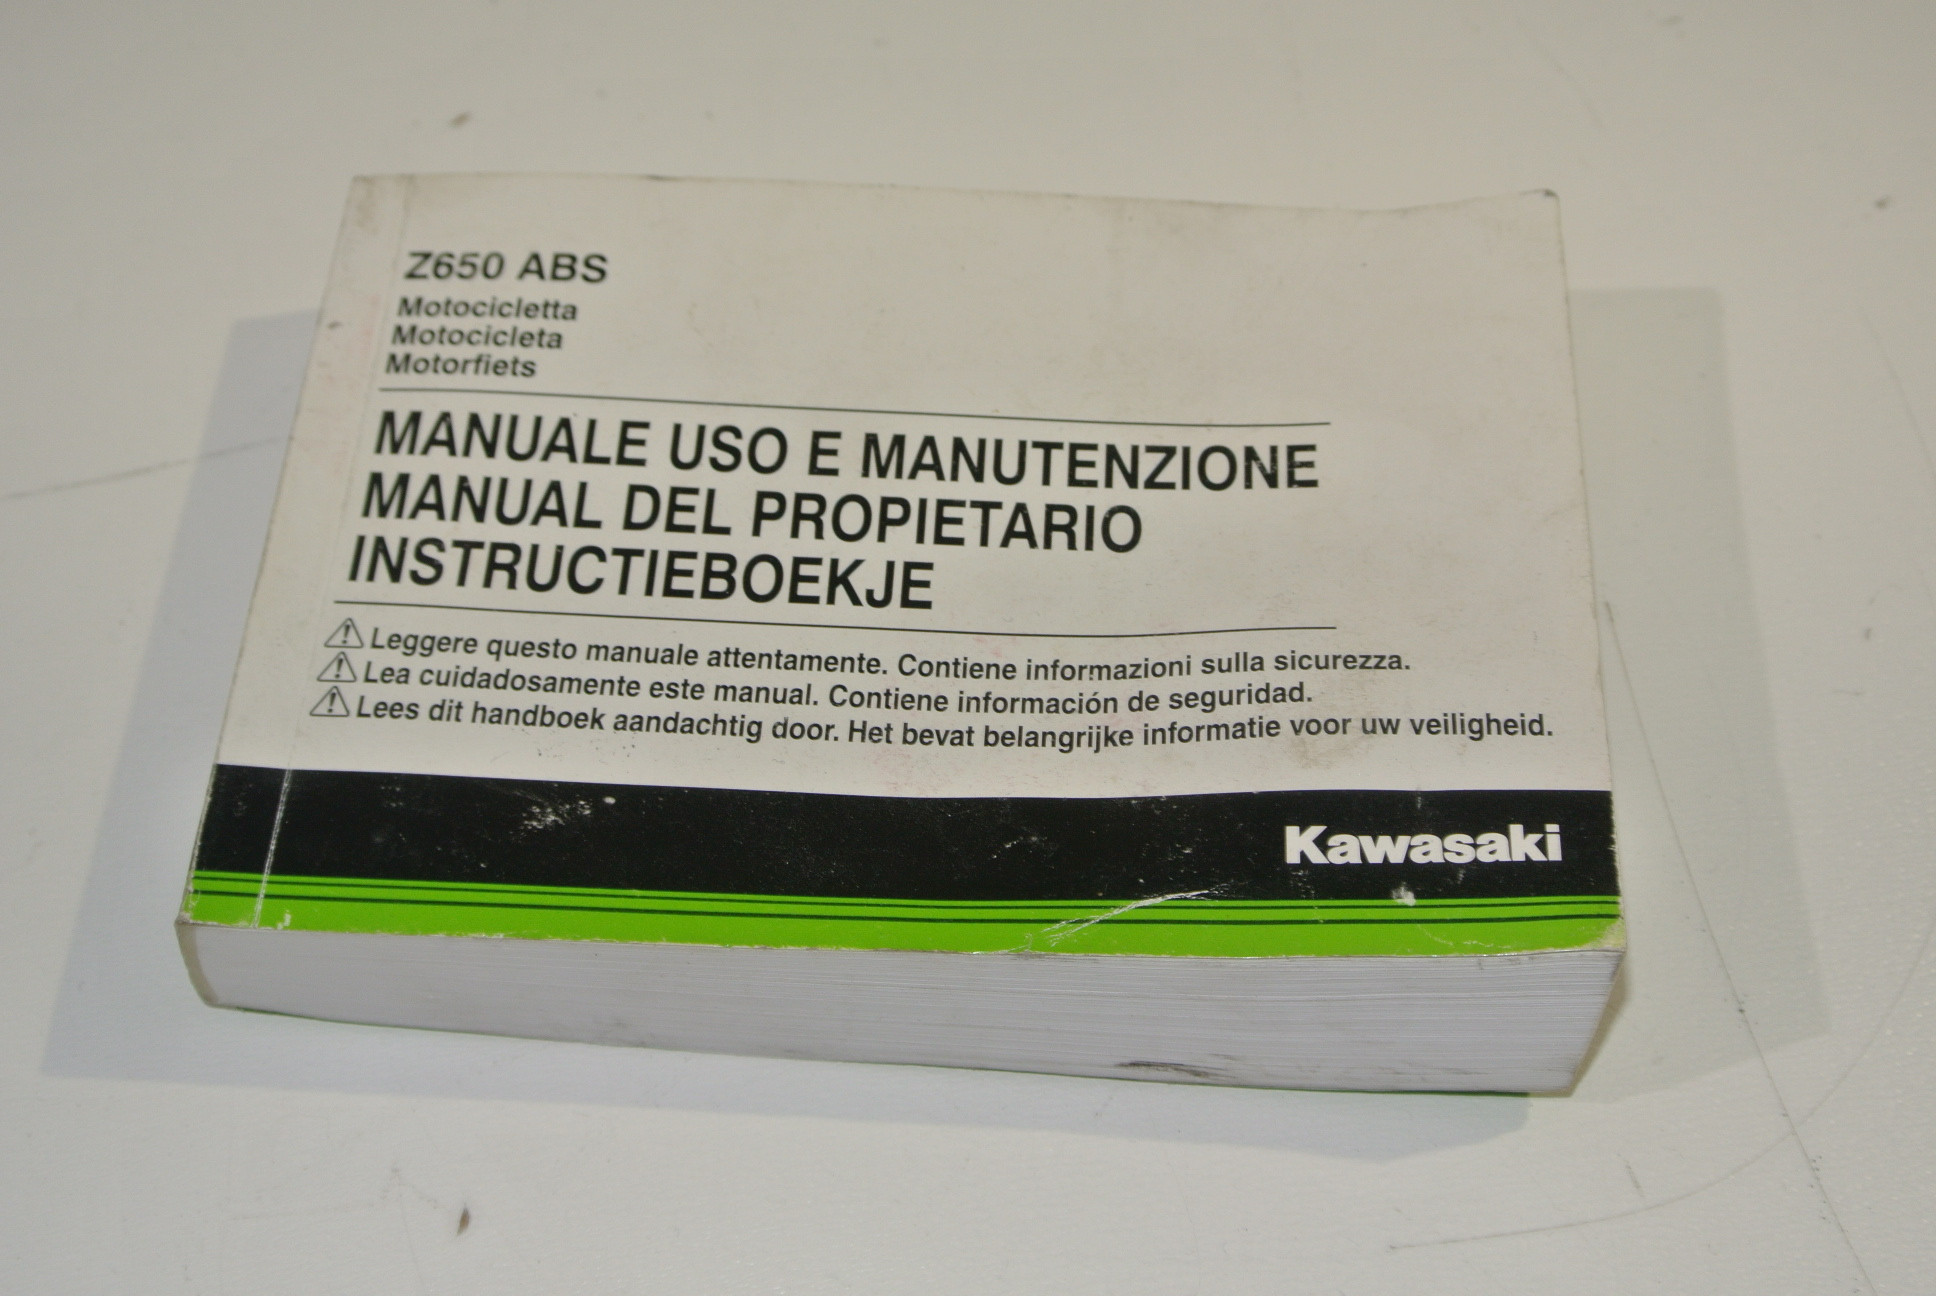 Z650 ABS
Motocicletta
Motocicleta
Motorfiets
MANUALE USO E MANUTENZIONE
MANUAL DEL PROPIETARIO
INSTRUCTIEBOEKJE
Leggere questo manuale attentamente. Contiene informazioni sulla sicurezza.
Lea cuidadosamente este manual. Contiene información de seguridad.
Lees dit handboek aandachtig door. Het bevat belangrijke informatie voor uw veiligheid.
Kawasaki